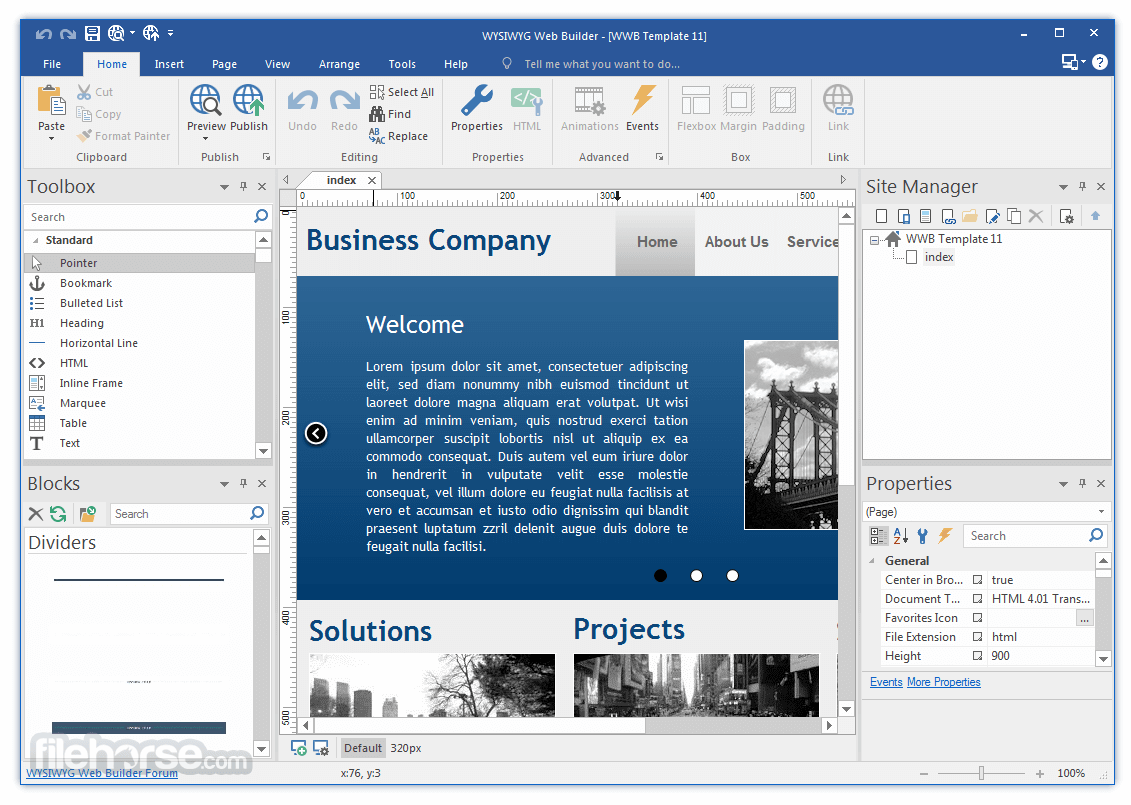 WYSIWYG Web Builder - [WWB Template 11]
File Home Insert Page View Arrange Tools Help Tell me what you want to do...
Paste
Cut
Copy
Format Painter
Clipboard
Preview Publish
Publish
Undo Redo
Select All
Find
Replace
Editing
Properties HTML
Properties
Animations Events
Advanced
Flexbox Margin Padding
Box
Link
Link
Toolbox
Search
Standard
Pointer
Bookmark
Bulleted List
H1 Heading
Horizontal Line
HTML
Inline Frame
Marquee
Table
T Text
Blocks
Search
Dividers
index
0 100 200 300 400 500
0
100
200
300
400
500
Business Company
Home About Us Service
Welcome
Lorem ipsum dolor sit amet, consectetuer adipiscing
elit, sed diam nonummy nibh euismod tincidunt ut
laoreet dolore magna aliquam erat volutpat. Ut wisi
enim ad minim veniam, quis nostrud exerci tation
ullamcorper suscipit lobortis nisl ut aliquip ex ea
commodo consequat. Duis autem vel eum iriure dolor
in hendrerit in vulputate velit esse molestie
consequat, vel illum dolore eu feugiat nulla facilisis at
vero et accumsan et iusto odio dignissim qui blandit
praesent luptatum zzril delenit augue duis dolore te
feugait nulla facilisi.
Solutions
Projects
Default 320px
Site Manager
WWB Template 11
index
Properties
(Page)
Search
General
Center in Bro... true
Document T... HTML 4.01 Trans...
Favorites Icon ...
File Extension html
Height 900
Events More Properties
filehorse.com
WYSIWYG Web Builder Forum
x:76, y:3
100%